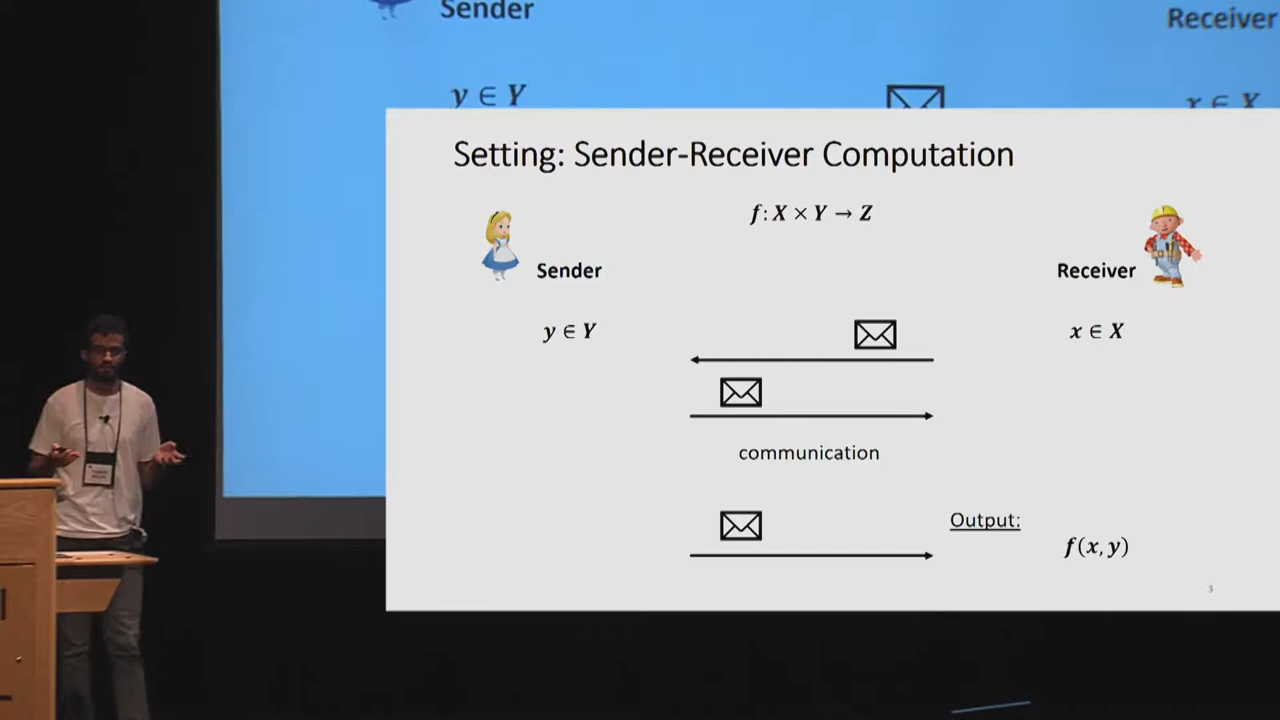 Sender
Receiver
y ∈ Y
x ∈ X
Setting: Sender-Receiver Computation
f: X × Y → Z
Sender
Receiver
y ∈ Y
x ∈ X
communication
Output:
f(x, y)
3